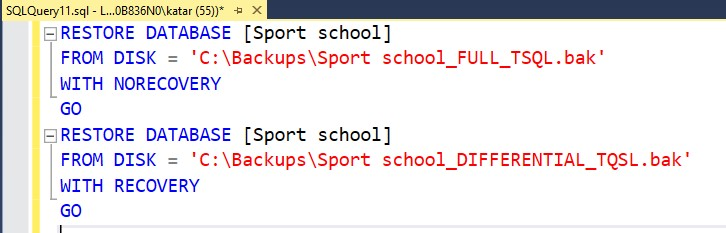 SQLQuery11.sql - L...0B836N0\katar (55))*
RESTORE DATABASE [Sport school]
FROM DISK = 'C:\Backups\Sport school_FULL_TSQL.bak'
WITH NORECOVERY
GO
RESTORE DATABASE [Sport school]
FROM DISK = 'C:\Backups\Sport school_DIFFERENTIAL_TQSL.bak'
WITH RECOVERY
GO